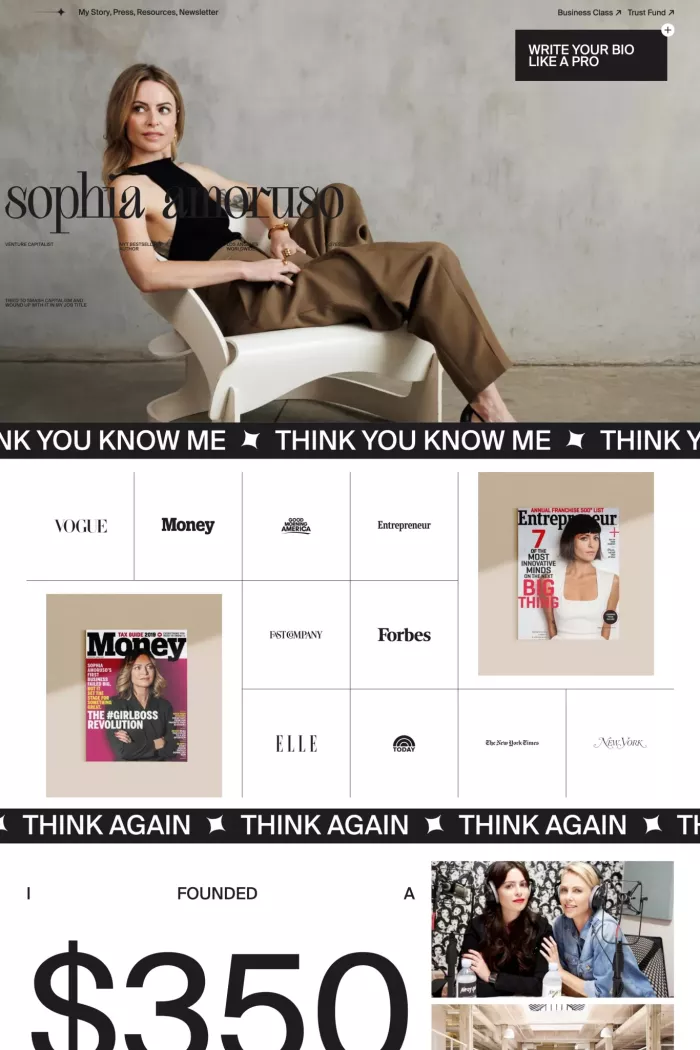 My Story, Press, Resources, Newsletter
Business Class ↗ Trust Fund ↗
+
WRITE YOUR BIO
LIKE A PRO
sophia amoruso
VENTURE CAPITALIST
AUTHOR
WORLDWIDE
TRIED TO SMASH CAPITALISM AND
WOUND UP WITH IT IN MY JOB TITLE
NK YOU KNOW ME THINK YOU KNOW ME THINK Y
VOGUE
Money
GOOD
MORNING
AMERICA
Entrepreneur
ANNUAL FRANCHISE 500® LIST
Entrepreneur
7
OF THE
MOST
INNOVATIVE
MINDS
ON THE NEXT
BIG
THING
FAST COMPANY
Forbes
TAX GUIDE 2019
Money
SOPHIA
AMORUSO'S
FIRST
BUSINESS
FAILED BIG.
BUT IT
SET THE
STAGE FOR
SOMETHING
GREAT.
THE #GIRLBOSS
REVOLUTION
ELLE
TODAY
The New York Times
NEW YORK
THINK AGAIN THINK AGAIN THINK AGAIN TH
I FOUNDED A
$350